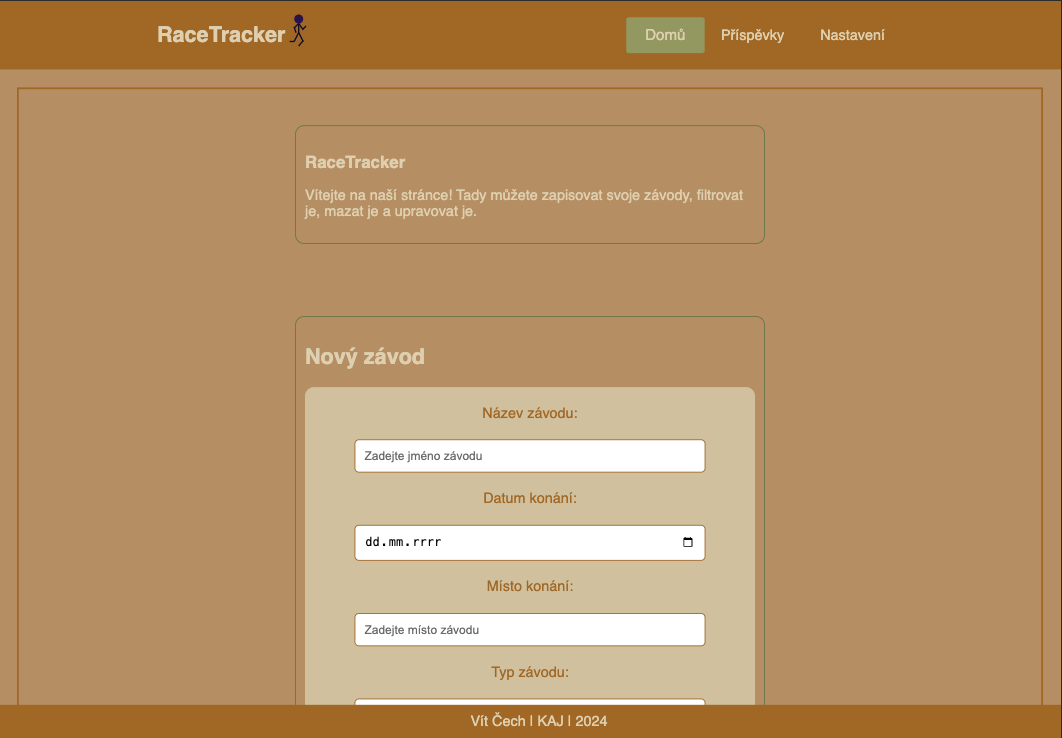 RaceTracker
Domů
Příspěvky
Nastavení
RaceTracker
Vítejte na naší stránce! Tady můžete zapisovat svoje závody, filtrovat
je, mazat je a upravovat je.
Nový závod
Název závodu:
Zadejte jméno závodu
Datum konání:
dd.mm.rrrr
Místo konání:
Zadejte místo závodu
Typ závodu:
Vít Čech | KAJ | 2024